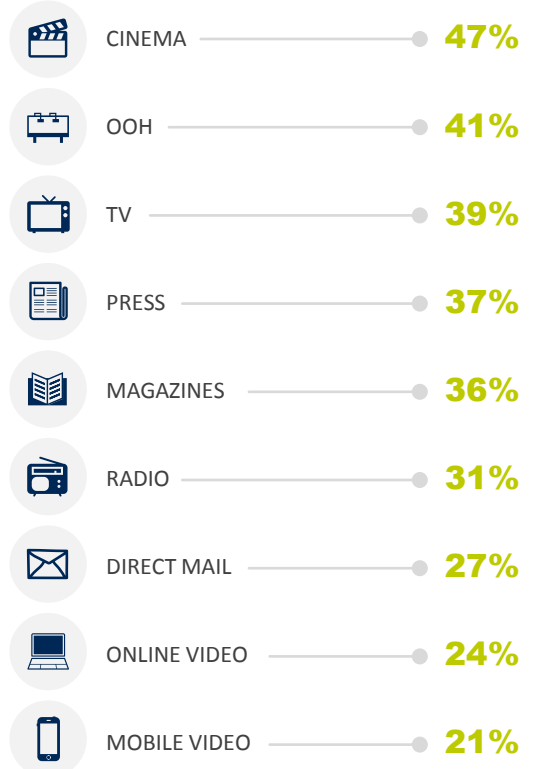 CINEMA 47%
OOH 41%
TV 39%
PRESS 37%
MAGAZINES 36%
RADIO 31%
DIRECT MAIL 27%
ONLINE VIDEO 24%
MOBILE VIDEO 21%